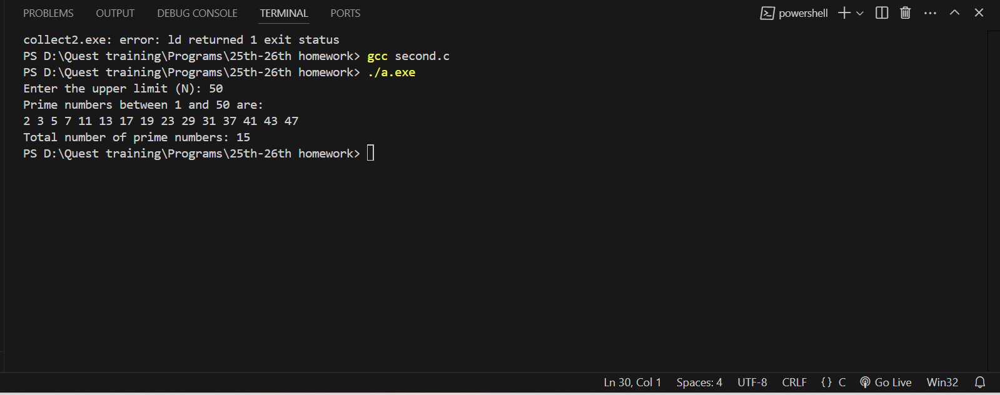 PROBLEMS OUTPUT DEBUG CONSOLE TERMINAL PORTS powershell
collect2.exe: error: ld returned 1 exit status
PS D:\Quest training\Programs\25th-26th homework> gcc second.c
PS D:\Quest training\Programs\25th-26th homework> ./a.exe
Enter the upper limit (N): 50
Prime numbers between 1 and 50 are:
2 3 5 7 11 13 17 19 23 29 31 37 41 43 47
Total number of prime numbers: 15
PS D:\Quest training\Programs\25th-26th homework>
Ln 30, Col 1 Spaces: 4 UTF-8 CRLF {} C Go Live Win32